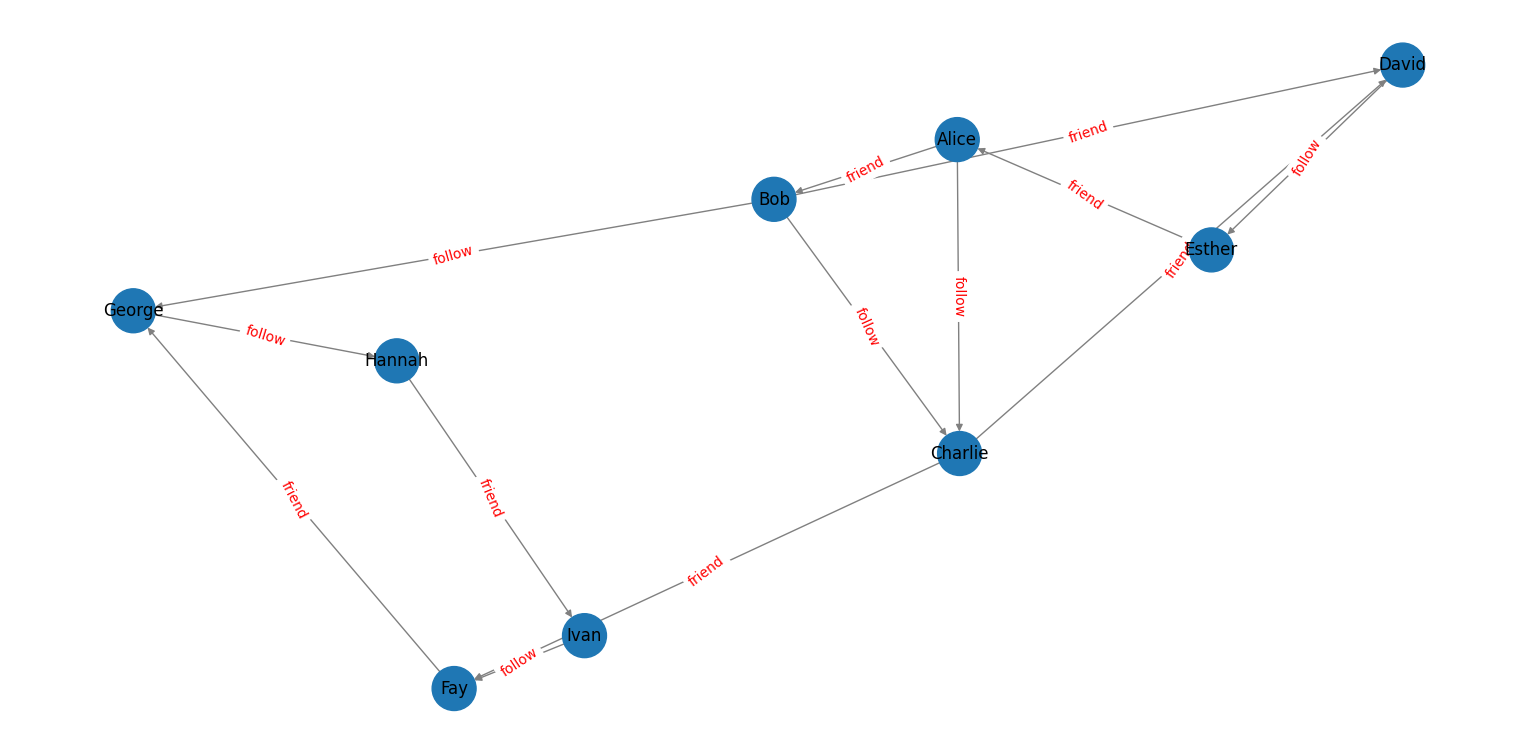 David
friend
Alice
friend
follow
friend
Bob
Esther
follow
friend
George
follow
follow
follow
Hannah
Charlie
friend
friend
friend
Ivan
follow
Fay